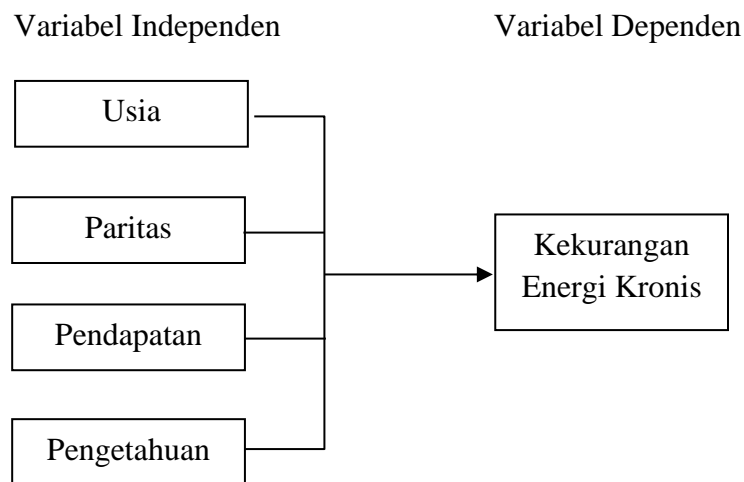 Variabel Independen
Variabel Dependen
Usia
Paritas
Pendapatan
Pengetahuan
Kekurangan
Energi Kronis